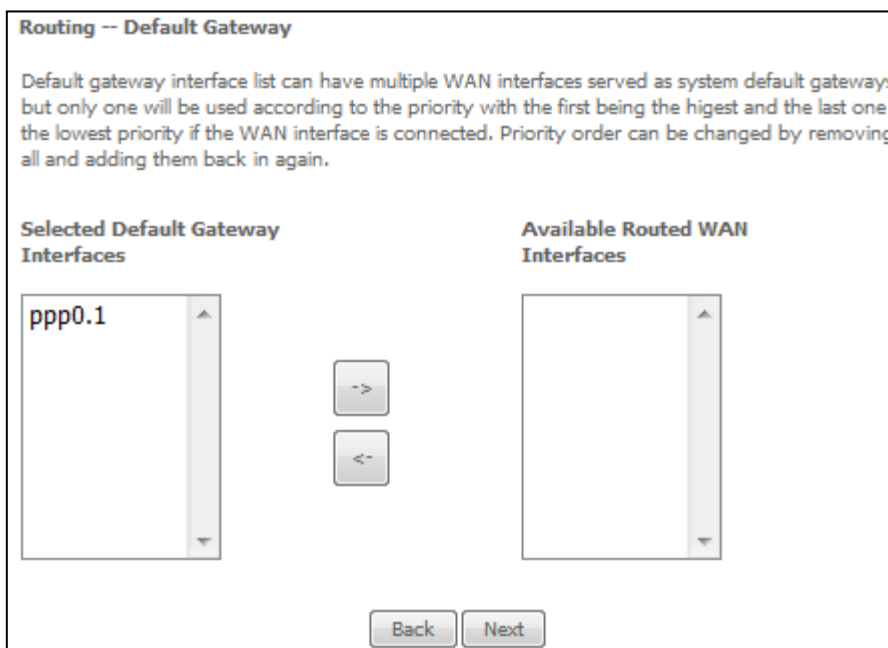 Routing -- Default Gateway
Default gateway interface list can have multiple WAN interfaces served as system default gateways
but only one will be used according to the priority with the first being the higest and the last one
the lowest priority if the WAN interface is connected. Priority order can be changed by removing
all and adding them back in again.
Selected Default Gateway
Interfaces
Available Routed WAN
Interfaces
ppp0.1
->
<-
Back
Next